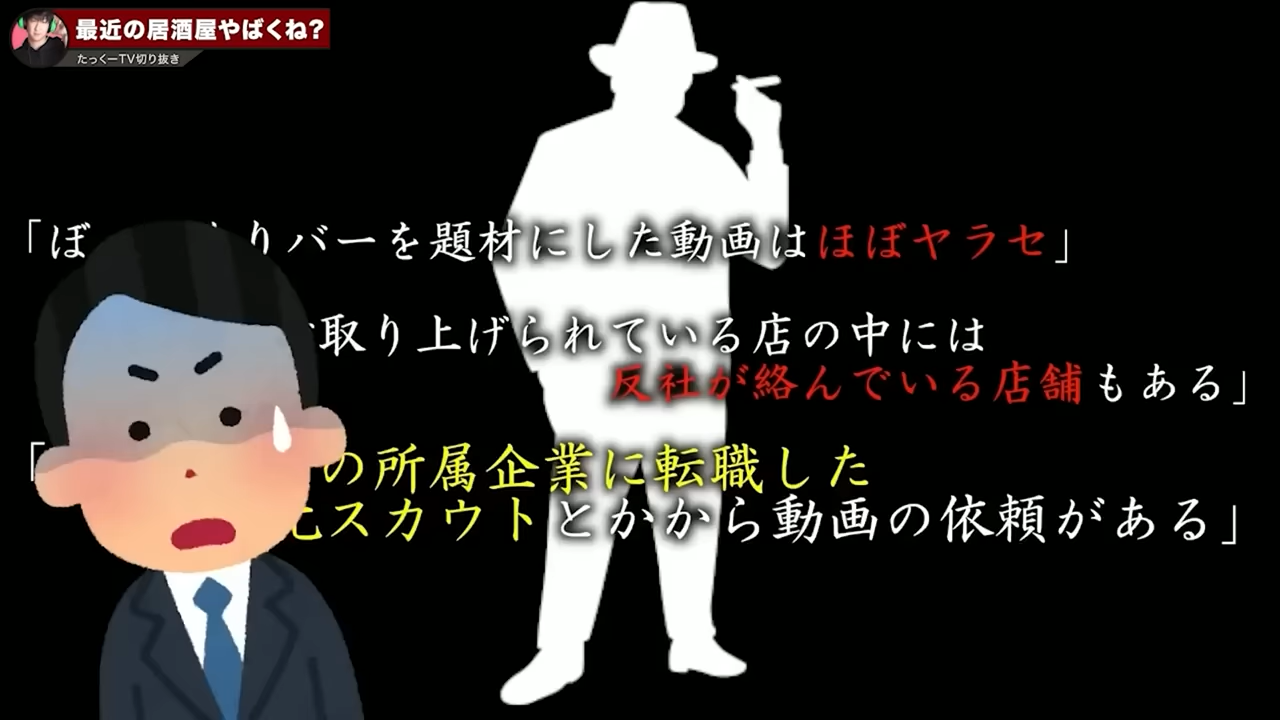 最近の居酒屋やばくね?
たっくーTV切り抜き
「ぼ りバーを題材にした動画はほぼヤラセ」
取り上げられている店の中には
反社が絡んでいる店舗もある」
「 の所属企業に転職した
元スカウトとかから動画の依頼がある」